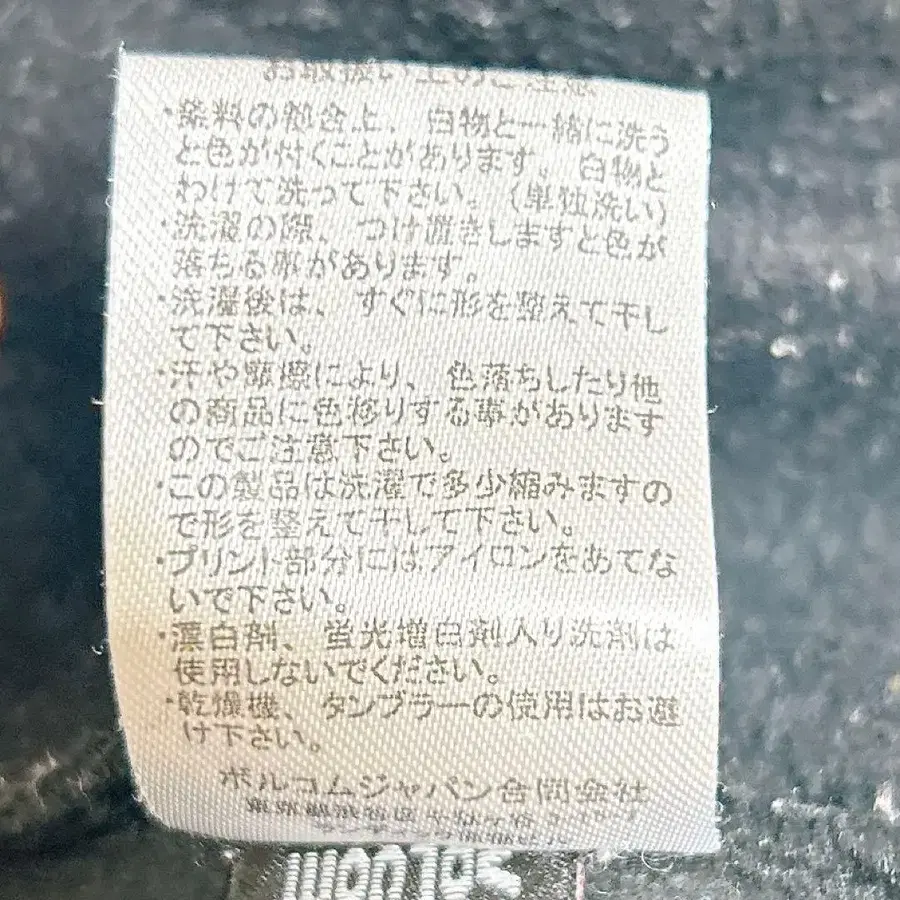 お取扱い上のご注意
・染料の都合上、白物と一緒に洗う
と色が付くことがあります。白物と
わけて洗って下さい。(単独洗い)
・洗濯の際、つけ置きしますと色が
落ちる事があります。
・洗濯後は、すぐに形を整えて干し
て下さい。
・汗や摩擦により、色落ちしたり他
の商品に色移りする事があります
のでご注意下さい。
・この製品は洗濯で多少縮みますの
で形を整えて干して下さい。
・プリント部分にはアイロンをあてな
いで下さい。
・漂白剤、蛍光増白剤入り洗剤は
使用しないでください。
・乾燥機、タンブラーの使用はお避
け下さい。
ボルコムジャパン合同会社